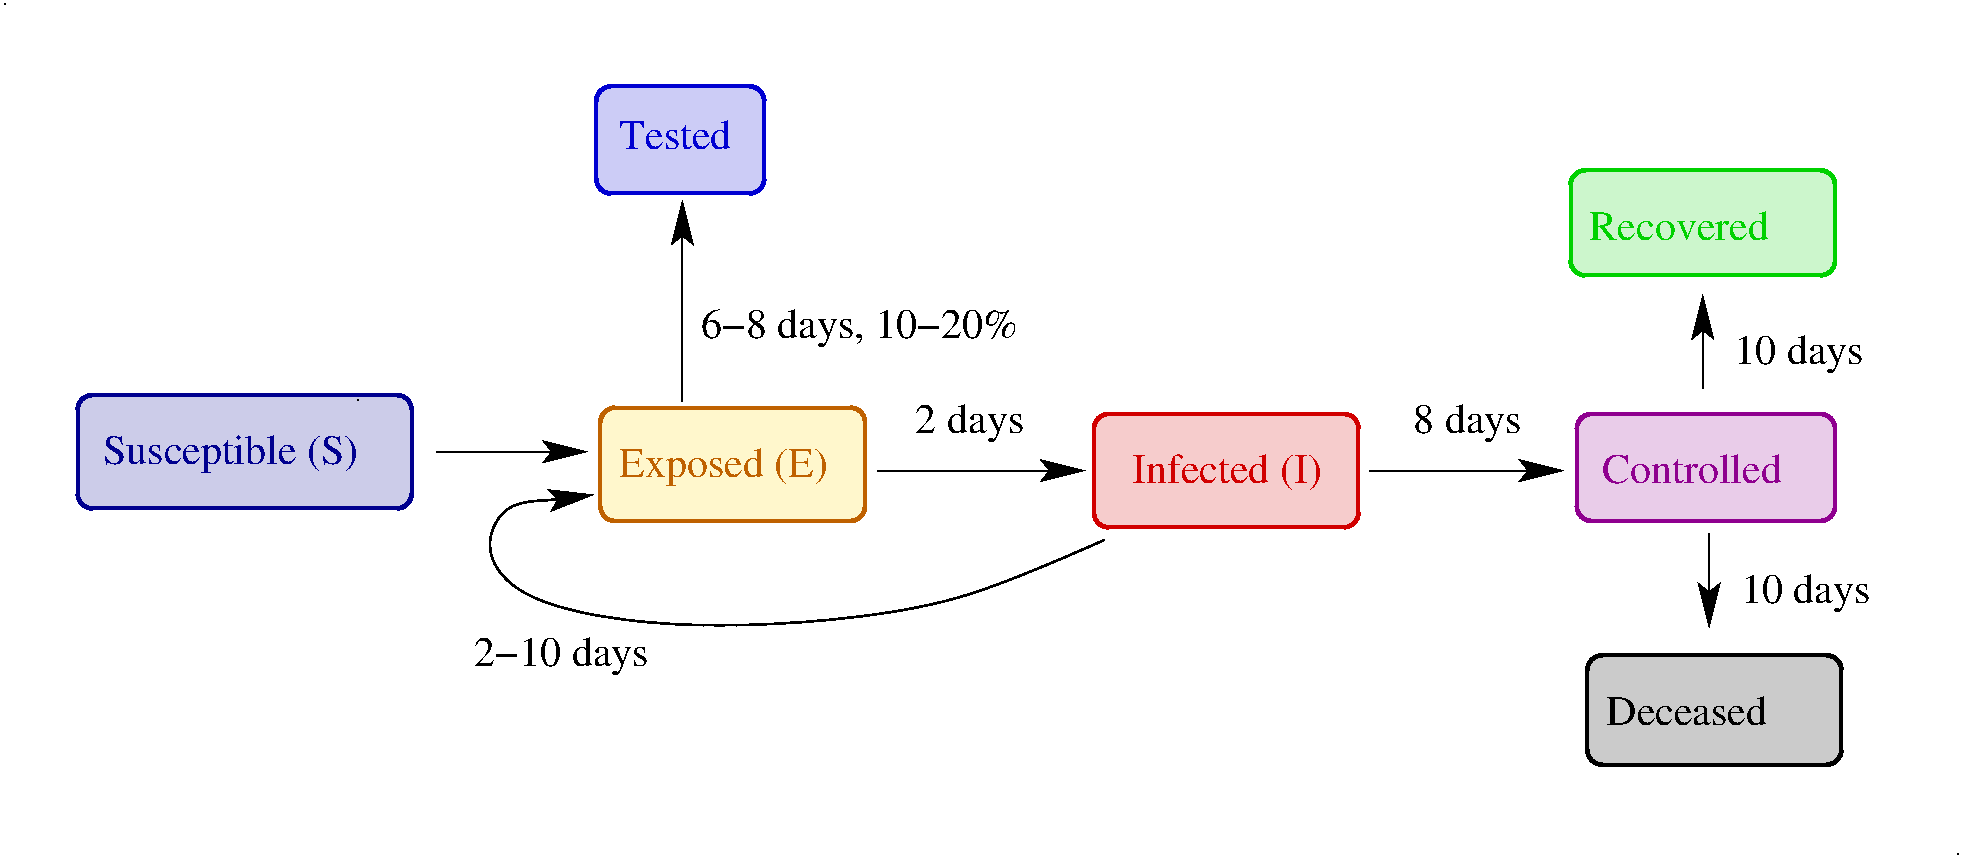 Tested
Recovered
6–8 days, 10–20%
10 days
2 days
8 days
Susceptible (S)
Exposed (E)
Infected (I)
Controlled
10 days
2–10 days
Deceased